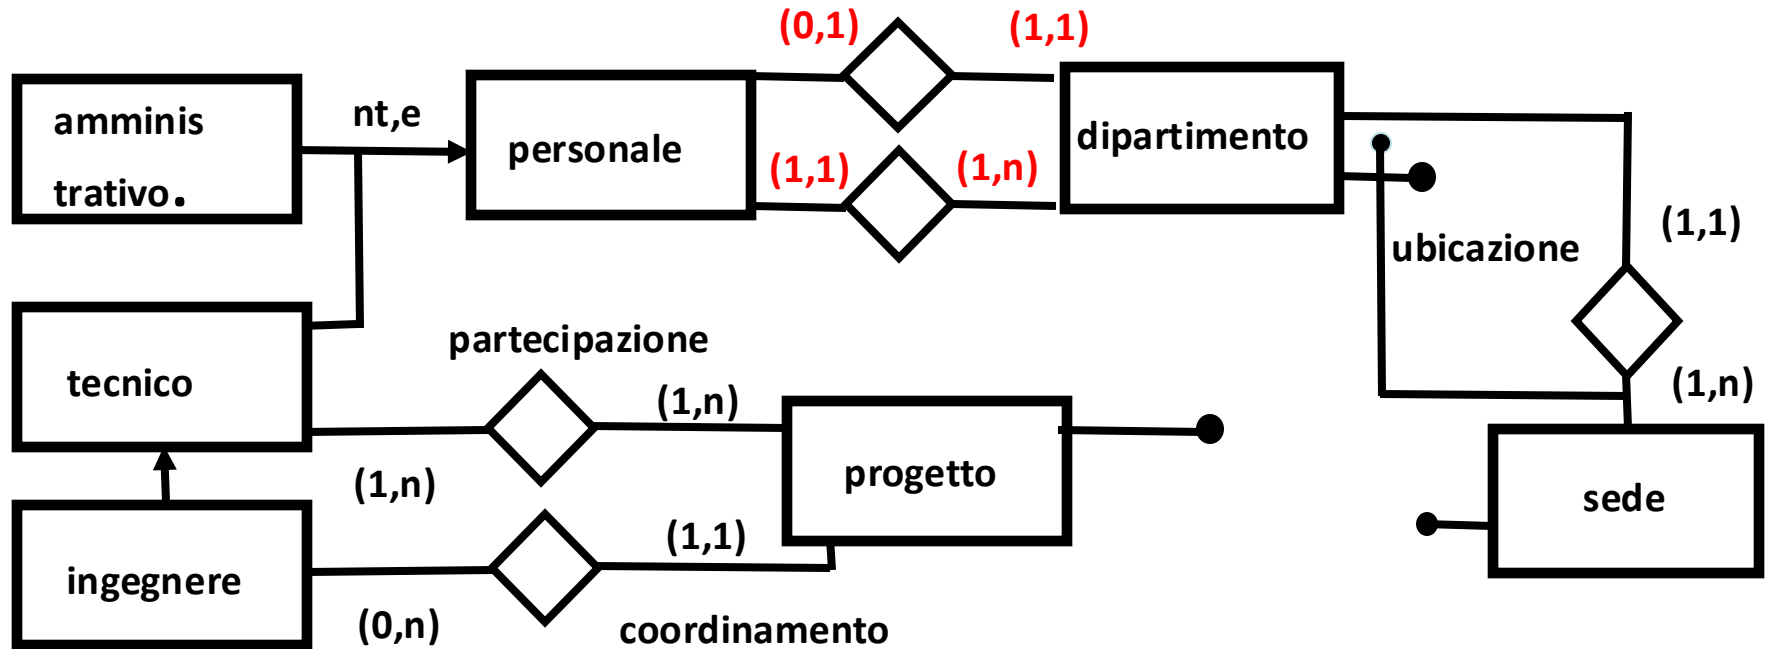 (0,1)
(1,1)
amminis
trativo.
nt,e
personale
(1,1)
(1,n)
dipartimento
ubicazione
(1,1)
(1,n)
tecnico
partecipazione
(1,n)
(1,n)
progetto
sede
ingegnere
(1,1)
(0,n)
coordinamento